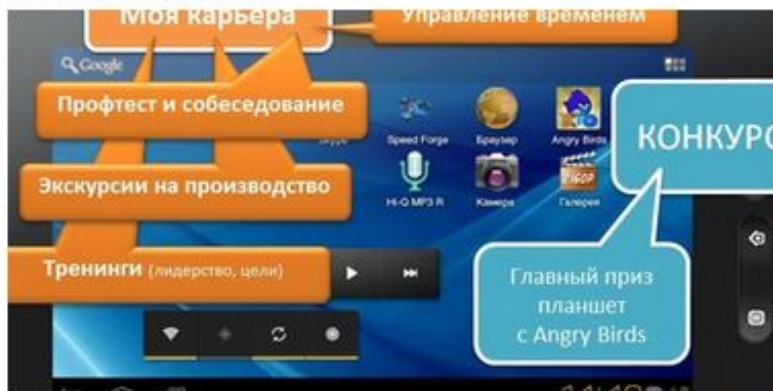 Моя карьера
Управление временем
Google
Профтест и собеседование
Speed Forge
Браузер
Angry Birds
КОНКУРС
Экскурсии на производство
Hi-Q MP3 R
Камера
Галерея
Тренинги (лидерство, цели)
Главный приз
планшет
с Angry Birds